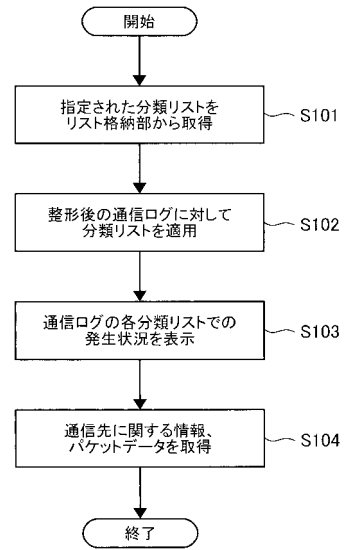 開始
指定された分類リストを
リスト格納部から取得
S101
整形後の通信ログに対して
分類リストを適用
S102
通信ログの各分類リストでの
発生状況を表示
S103
通信先に関する情報、
パケットデータを取得
S104
終了